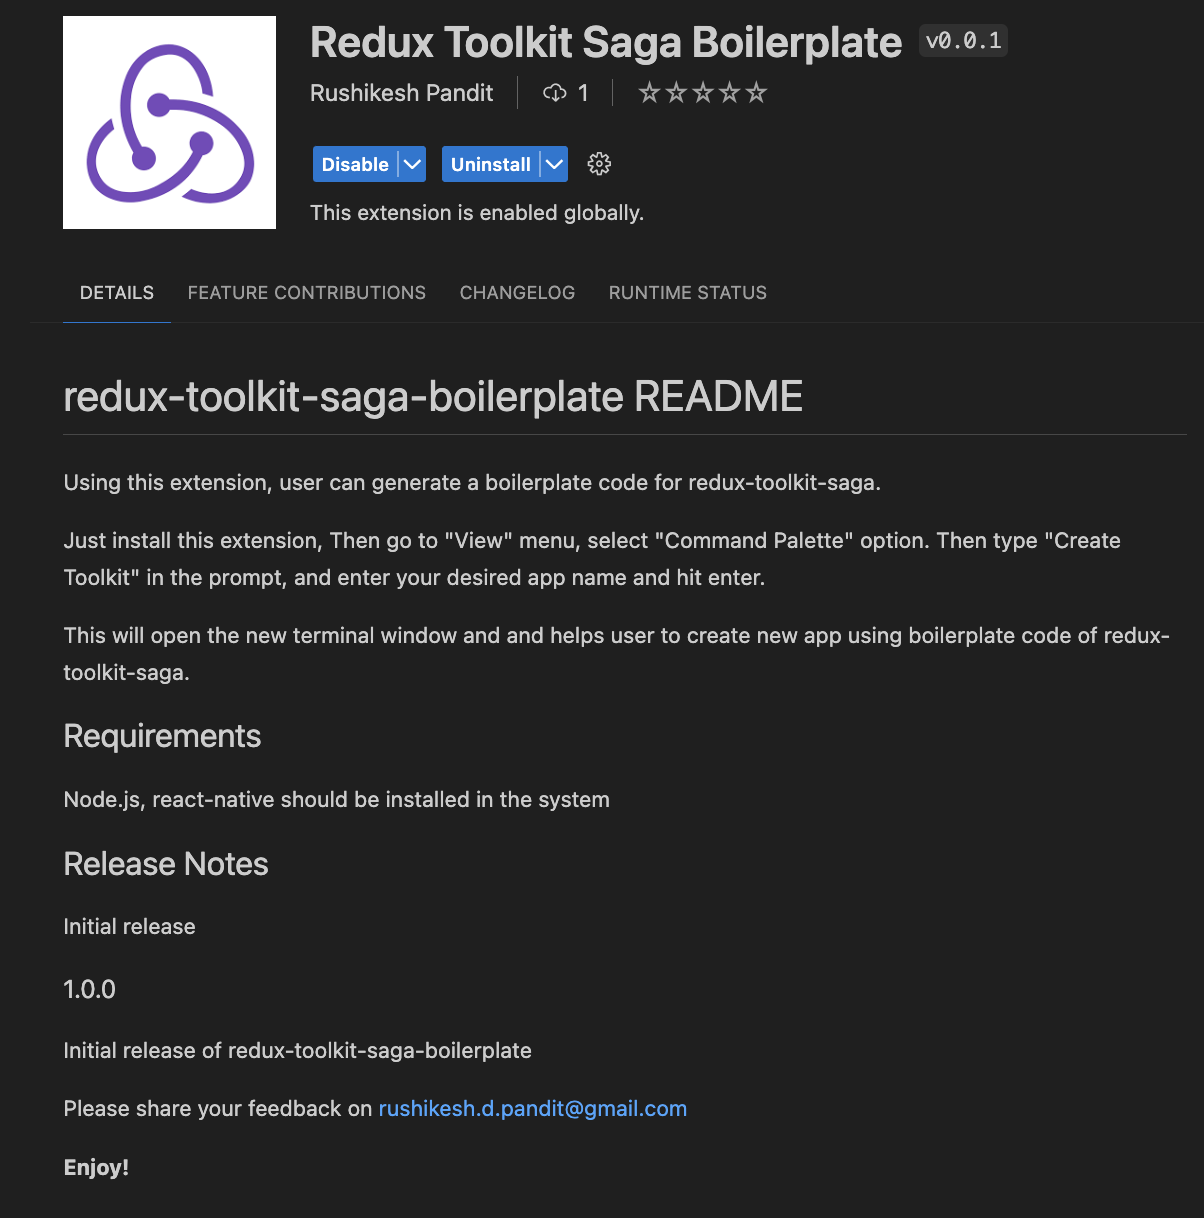 Redux Toolkit Saga Boilerplate v0.0.1
Rushikesh Pandit 1
Disable Uninstall
This extension is enabled globally.
DETAILS FEATURE CONTRIBUTIONS CHANGELOG RUNTIME STATUS
redux-toolkit-saga-boilerplate README
Using this extension, user can generate a boilerplate code for redux-toolkit-saga.
Just install this extension, Then go to "View" menu, select "Command Palette" option. Then type "Create
Toolkit" in the prompt, and enter your desired app name and hit enter.
This will open the new terminal window and and helps user to create new app using boilerplate code of redux-
toolkit-saga.
Requirements
Node.js, react-native should be installed in the system
Release Notes
Initial release
1.0.0
Initial release of redux-toolkit-saga-boilerplate
Please share your feedback on rushikesh.d.pandit@gmail.com
Enjoy!